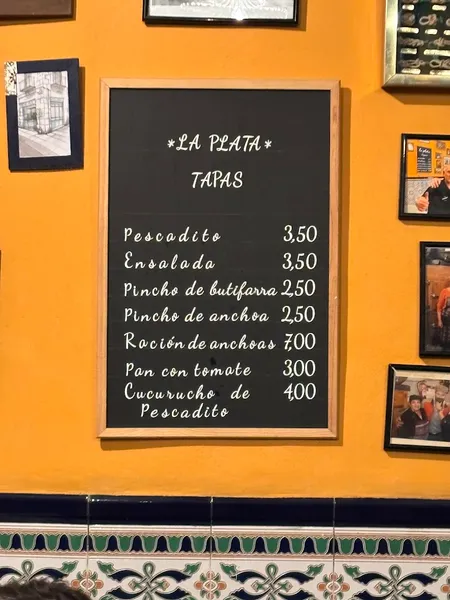 *LA PLATA*
TAPAS
Pescadito 3,50
Ensalada 3,50
Pincho de butifarra 2,50
Pincho de anchoa 2,50
Ración de anchoas 7,00
Pan con tomate 3,00
Cucurucho de 4,00
Pescadito